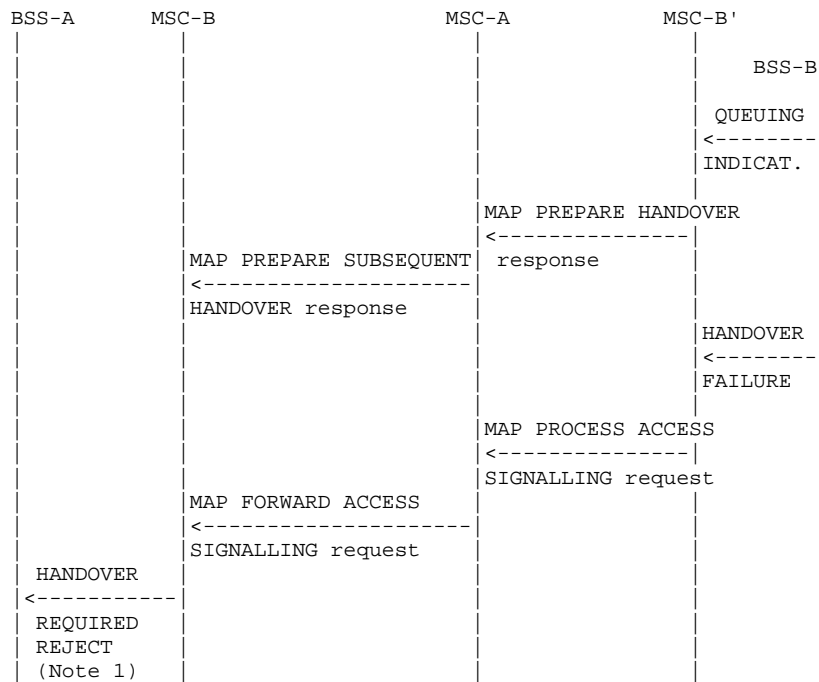 BSS-A MSC-B MSC-A MSC-B'
BSS-B
QUEUING
INDICAT.
MAP PREPARE HANDOVER
response
MAP PREPARE SUBSEQUENT
HANDOVER response
HANDOVER
FAILURE
MAP PROCESS ACCESS
SIGNALLING request
MAP FORWARD ACCESS
SIGNALLING request
HANDOVER
REQUIRED
REJECT
(Note 1)